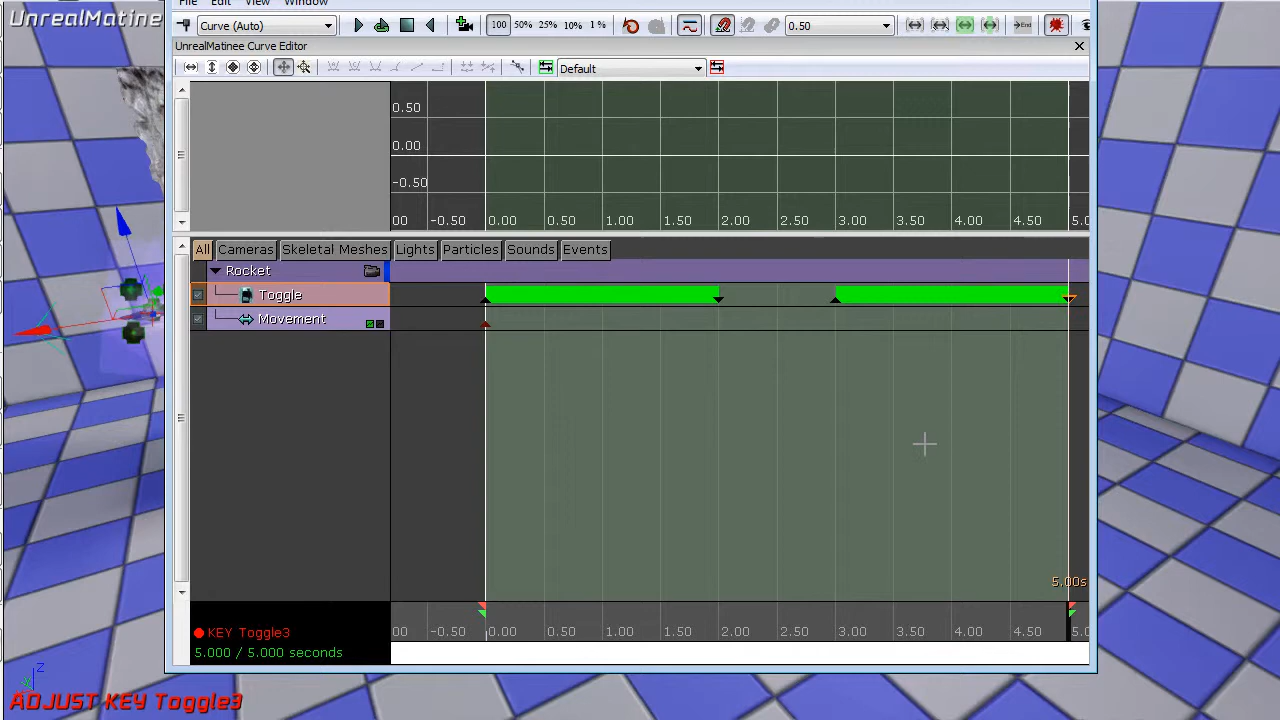 UnrealMatine
File Edit View Window
Curve (Auto) 100 50% 25% 10% 1% 0.50 End
UnrealMatinee Curve Editor
Default
0.50
0.00
-0.50
00 -0.50 0.00 0.50 1.00 1.50 2.00 2.50 3.00 3.50 4.00 4.50 5.0
All Cameras Skeletal Meshes Lights Particles Sounds Events
Rocket
Toggle
Movement
5.00s
00 -0.50 0.00 0.50 1.00 1.50 2.00 2.50 3.00 3.50 4.00 4.50 5.0
KEY Toggle3
5.000 / 5.000 seconds
Z
ADJUST KEY Toggle3